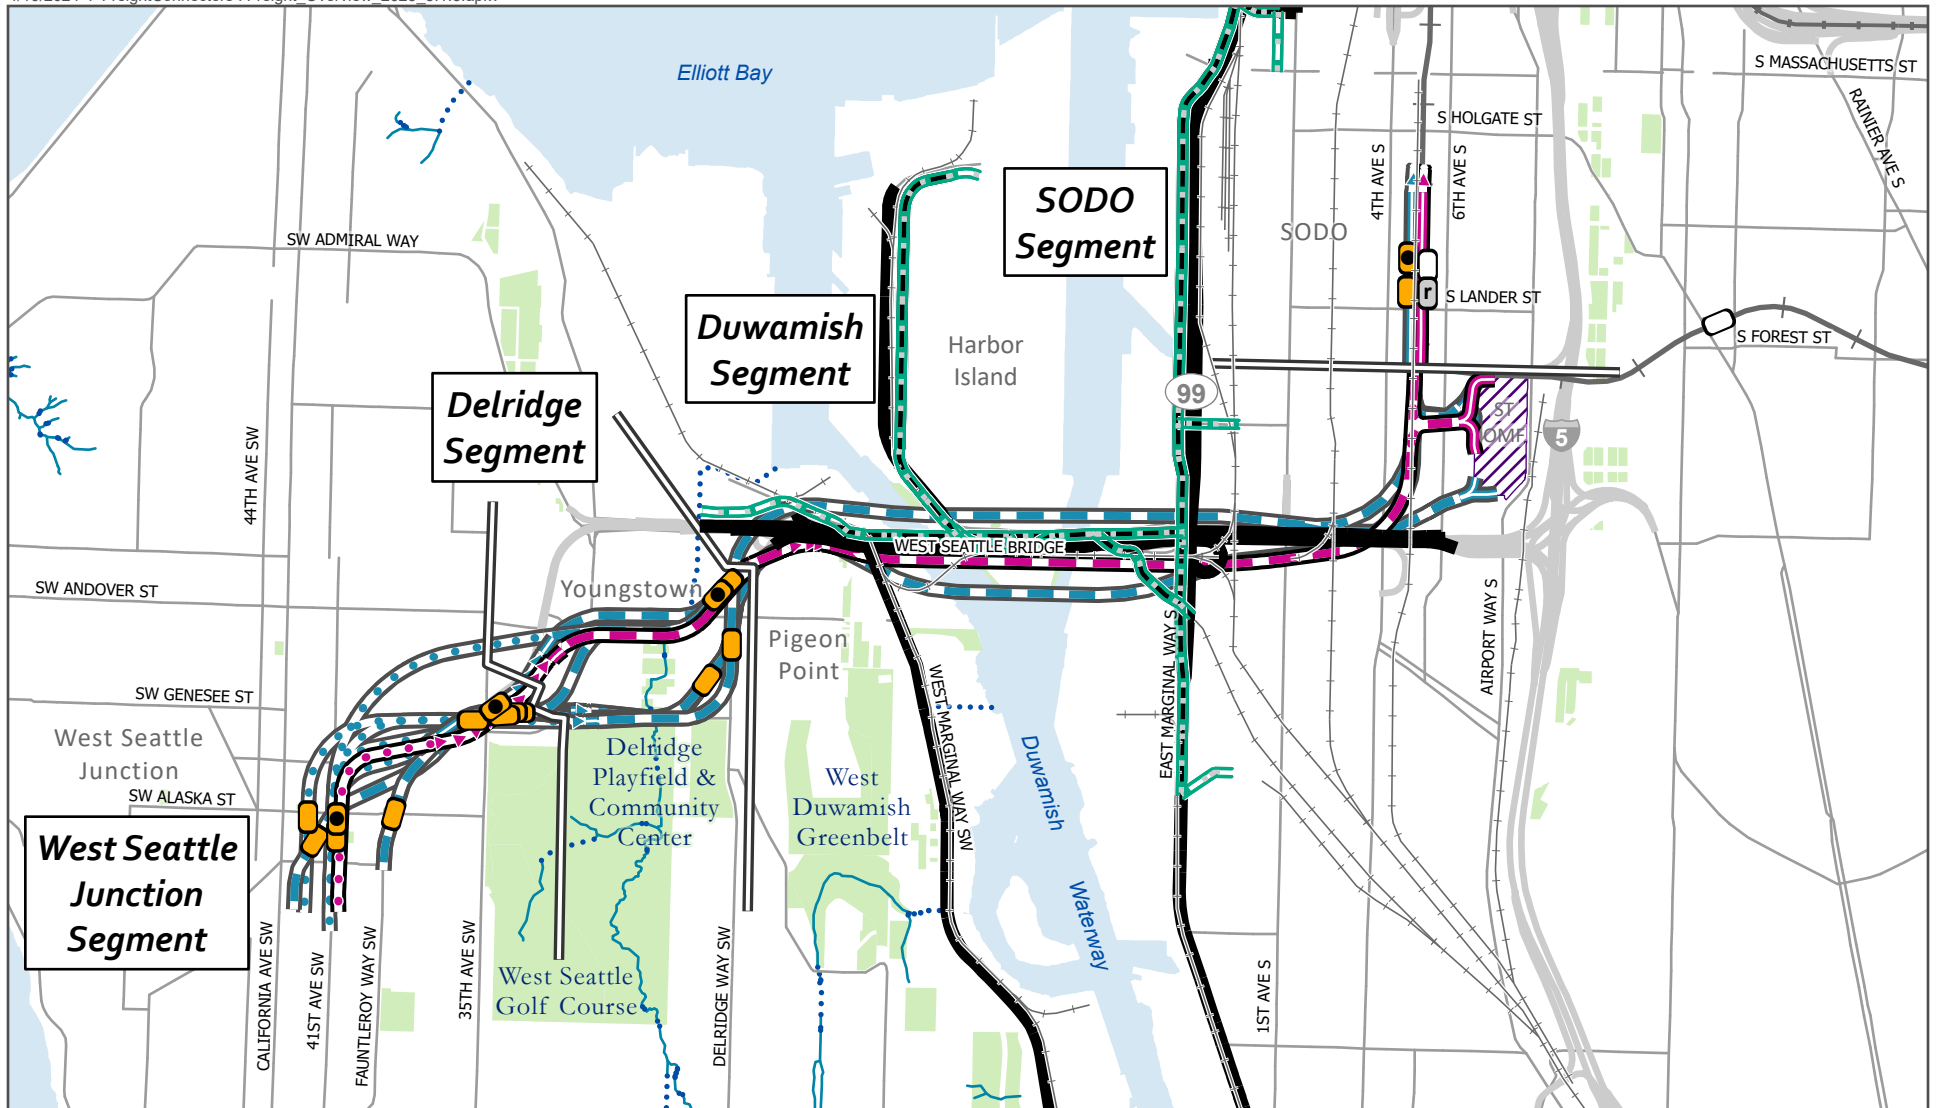 Elliott Bay
S MASSACHUSETTS ST
RAINIER AVE S
S HOLGATE ST
4TH AVE S
6TH AVE S
SODO
Segment
SODO
SW ADMIRAL WAY
S LANDER ST
r
S FOREST ST
Duwamish
Segment
Harbor
Island
99
Delridge
Segment
ST
OMF
5
44TH AVE SW
WEST SEATTLE BRIDGE
SW ANDOVER ST
Youngstown
Pigeon
Point
AIRPORT WAY S
EAST MARGINAL WAY S
WEST MARGINAL WAY SW
SW GENESEE ST
West Seattle
Junction
SW ALASKA ST
Delridge
Playfield &
Community
Center
West
Duwamish
Greenbelt
Duwamish
Waterway
West Seattle
Junction
Segment
CALIFORNIA AVE SW
41ST AVE SW
FAUNTLEROY WAY SW
35TH AVE SW
West Seattle
Golf Course
DELRIDGE WAY SW
1ST AVE S